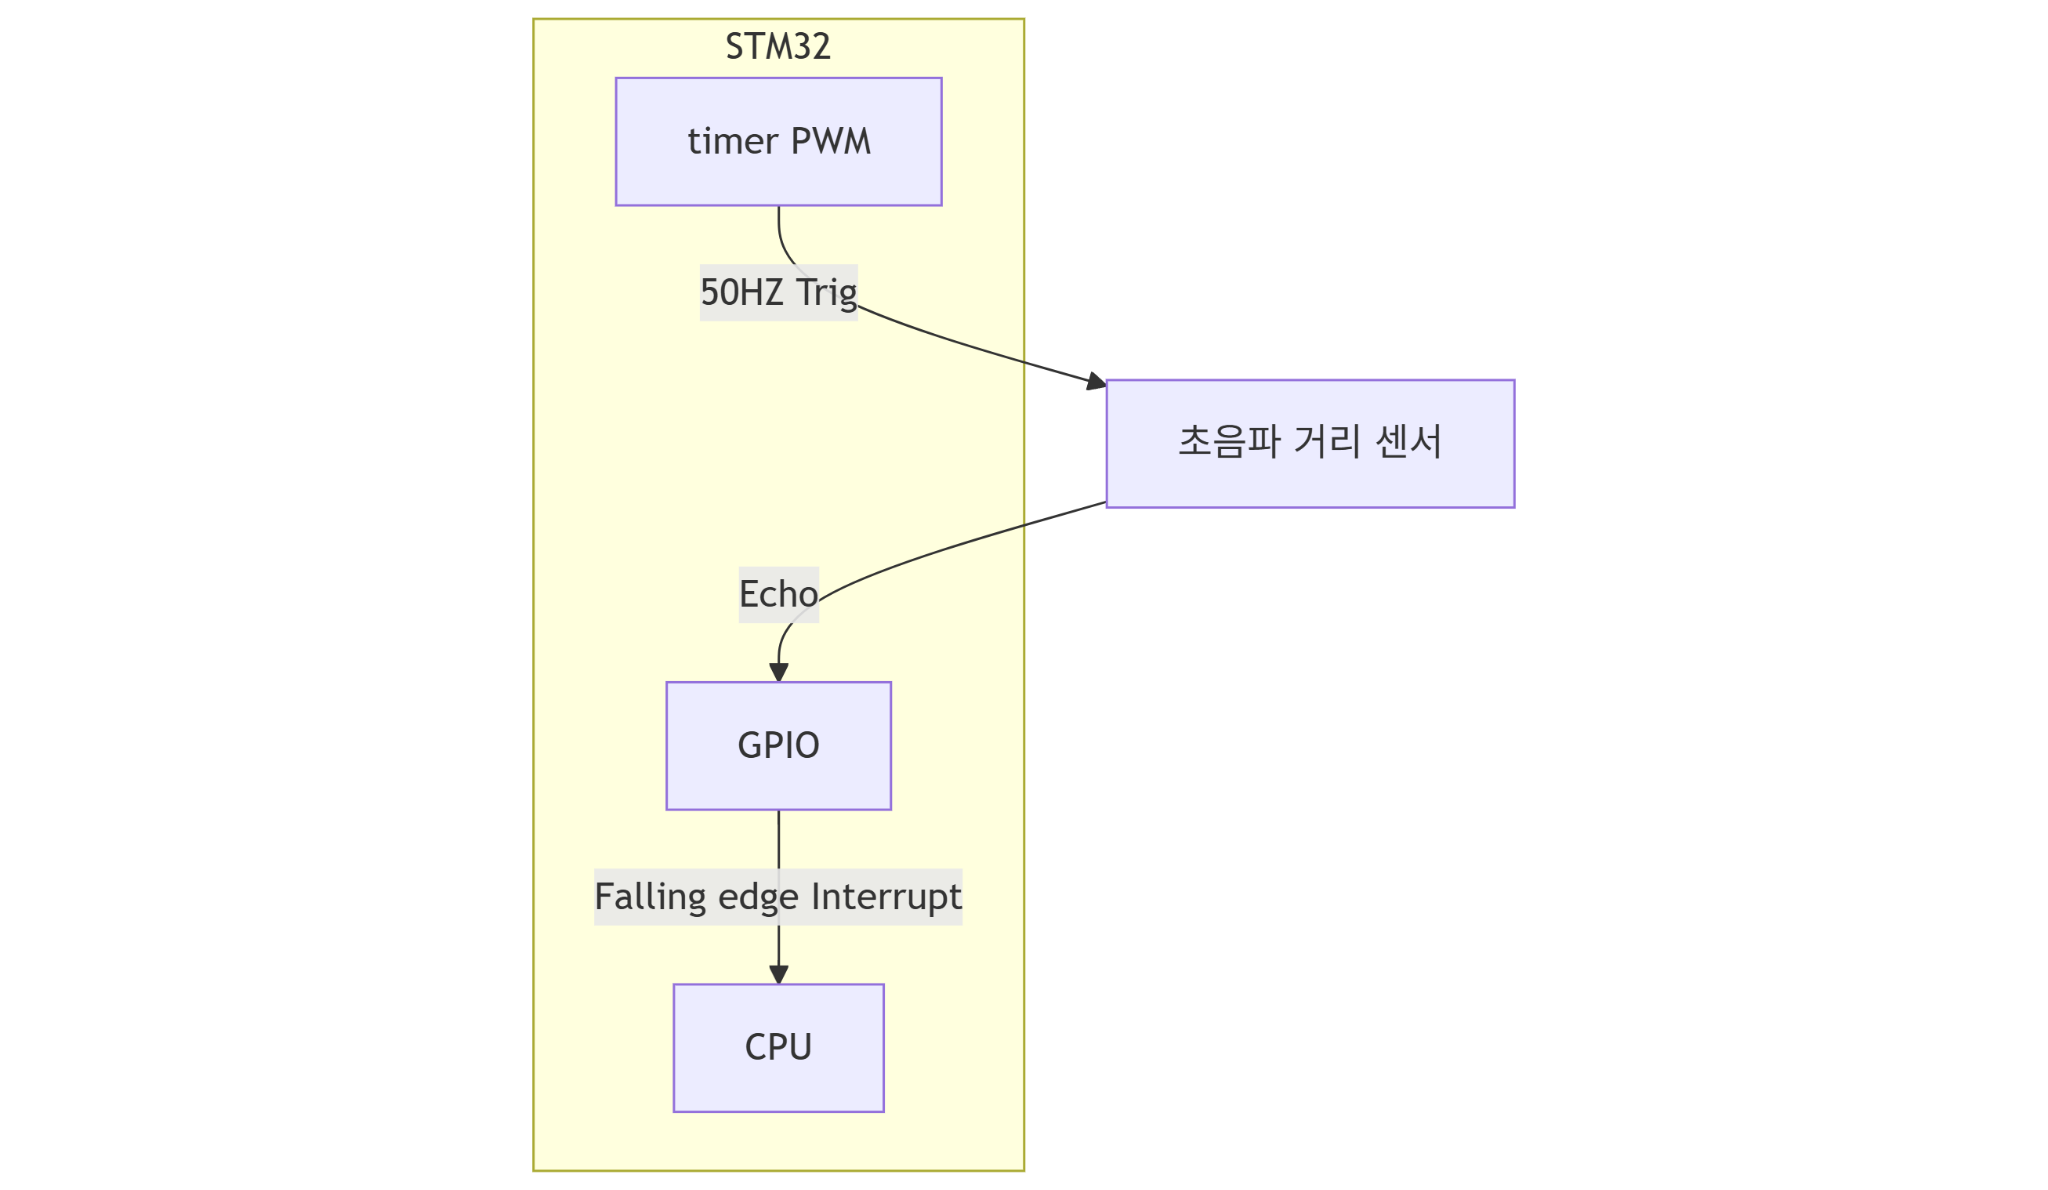 STM32
timer PWM
50HZ Trig
초음파 거리 센서
Echo
GPIO
Falling edge Interrupt
CPU